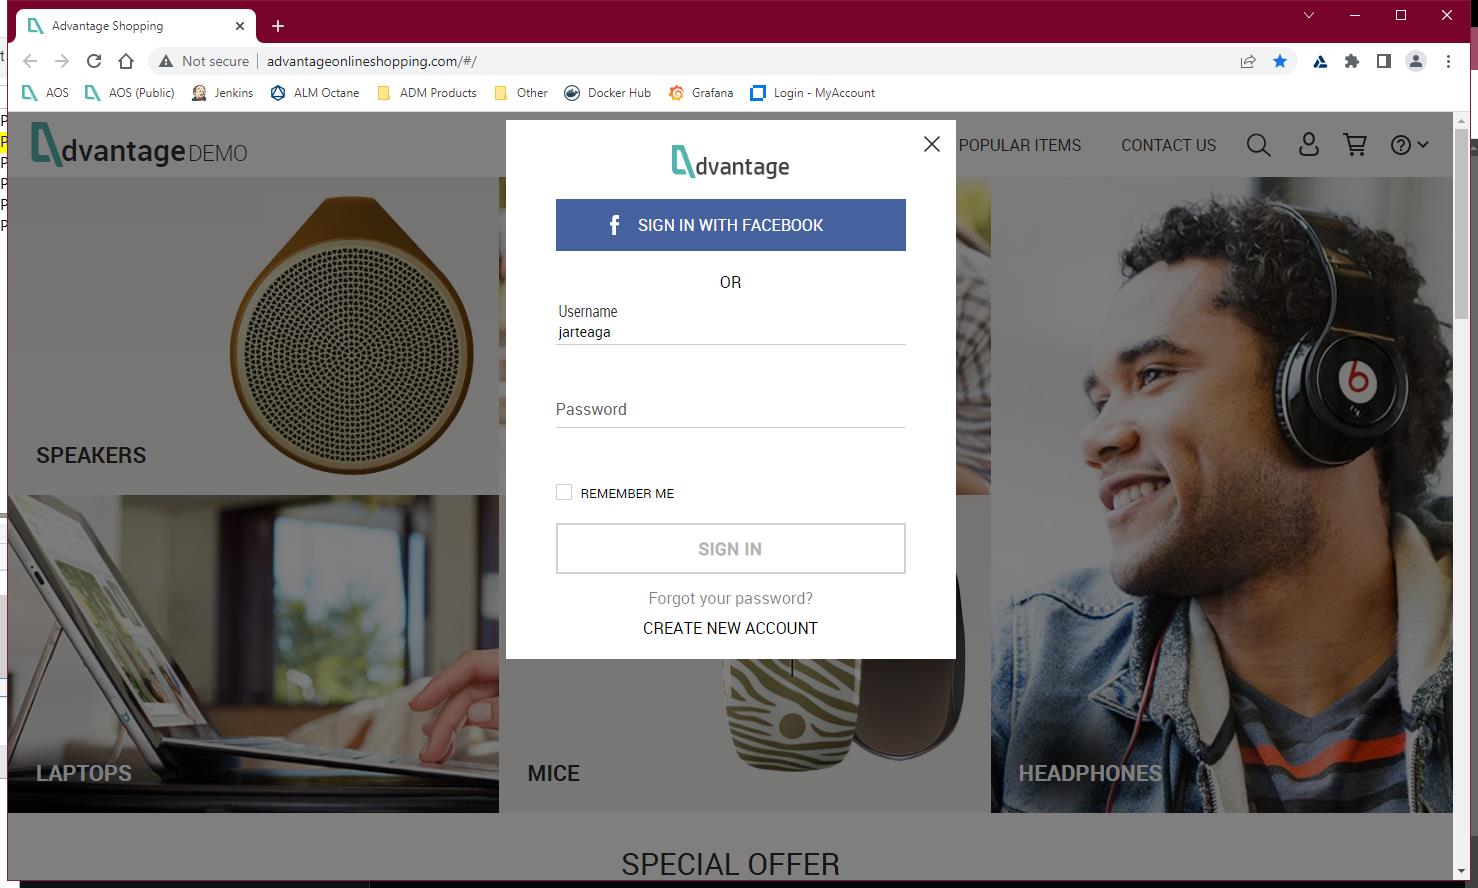 Advantage Shopping
Not secure
advantageonlineshopping.com/#/
AOS
AOS (Public)
Jenkins
ALM Octane
ADM Products
Other
Docker Hub
Grafana
Login - MyAccount
dvantage DEMO
POPULAR ITEMS
CONTACT US
dvantage
SIGN IN WITH FACEBOOK
OR
Username
jarteaga
Password
REMEMBER ME
SIGN IN
Forgot your password?
CREATE NEW ACCOUNT
SPEAKERS
LAPTOPS
MICE
HEADPHONES
SPECIAL OFFER